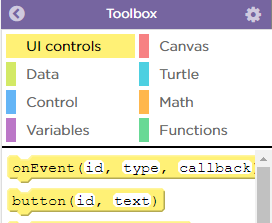 Toolbox
UI controls Canvas
Data Turtle
Control Math
Variables Functions
onEvent(id, type, callback)
button(id, text)